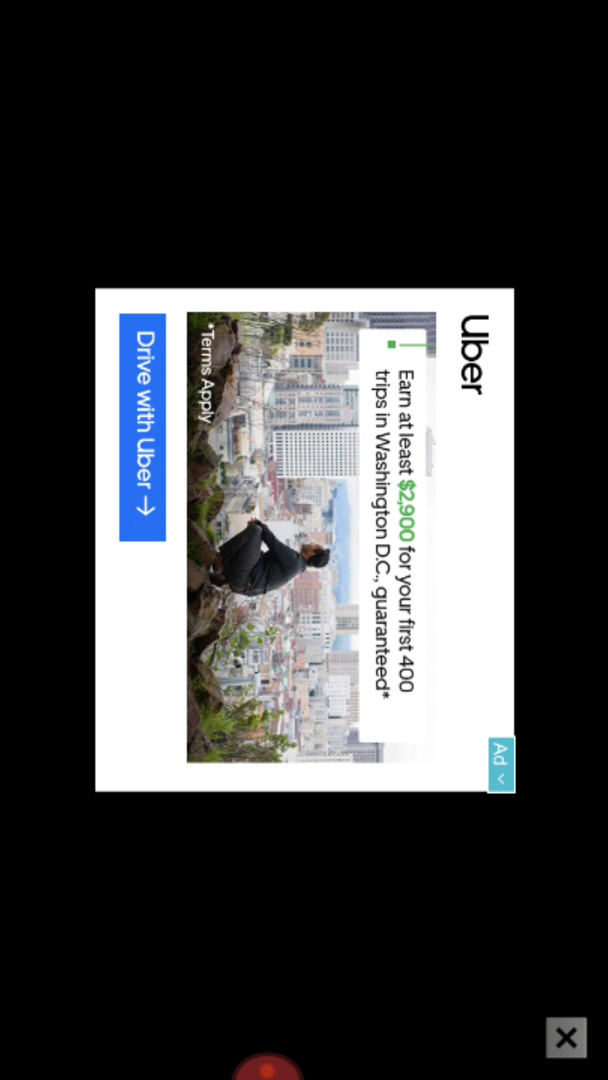 Uber
Earn at least $2,900 for your first 400
trips in Washington D.C., guaranteed*
*Terms Apply
Drive with Uber →
Ad